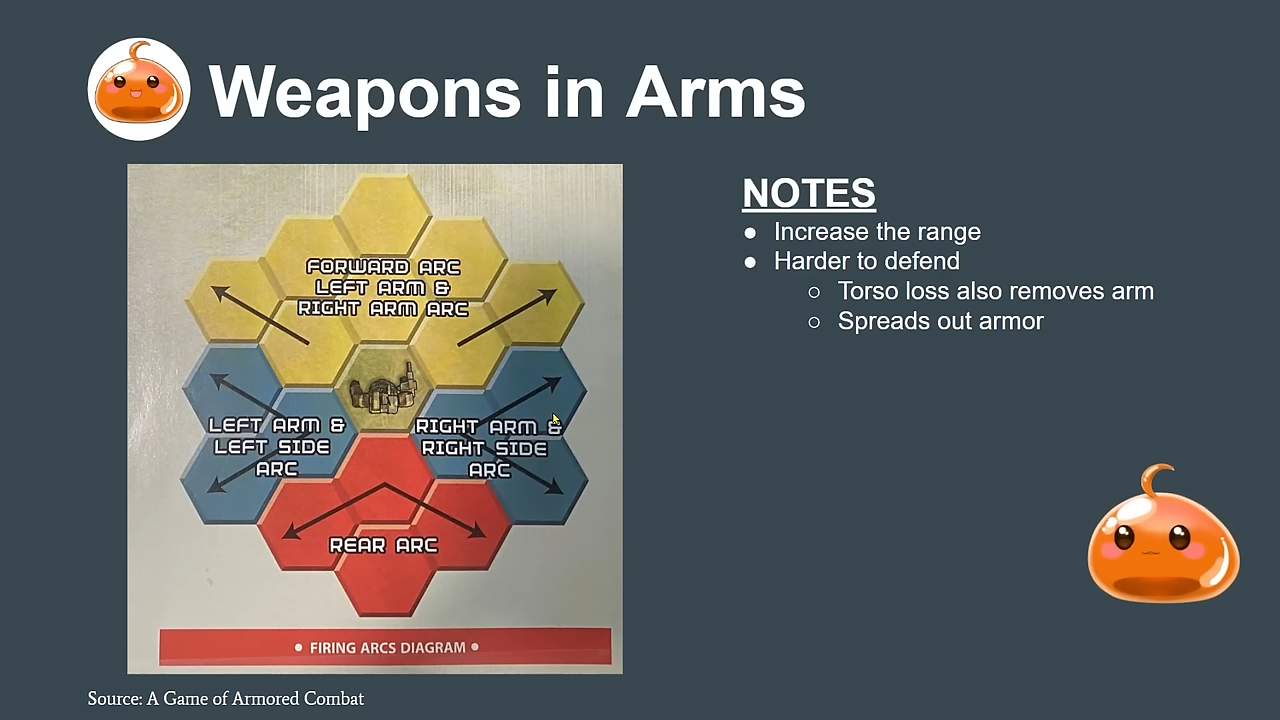 Weapons in Arms
FORWARD ARC
LEFT ARM &
RIGHT ARM ARC
LEFT ARM &
LEFT SIDE
ARC
RIGHT ARM &
RIGHT SIDE
ARC
REAR ARC
• FIRING ARCS DIAGRAM •
NOTES
● Increase the range
● Harder to defend
○ Torso loss also removes arm
○ Spreads out armor
Source: A Game of Armored Combat